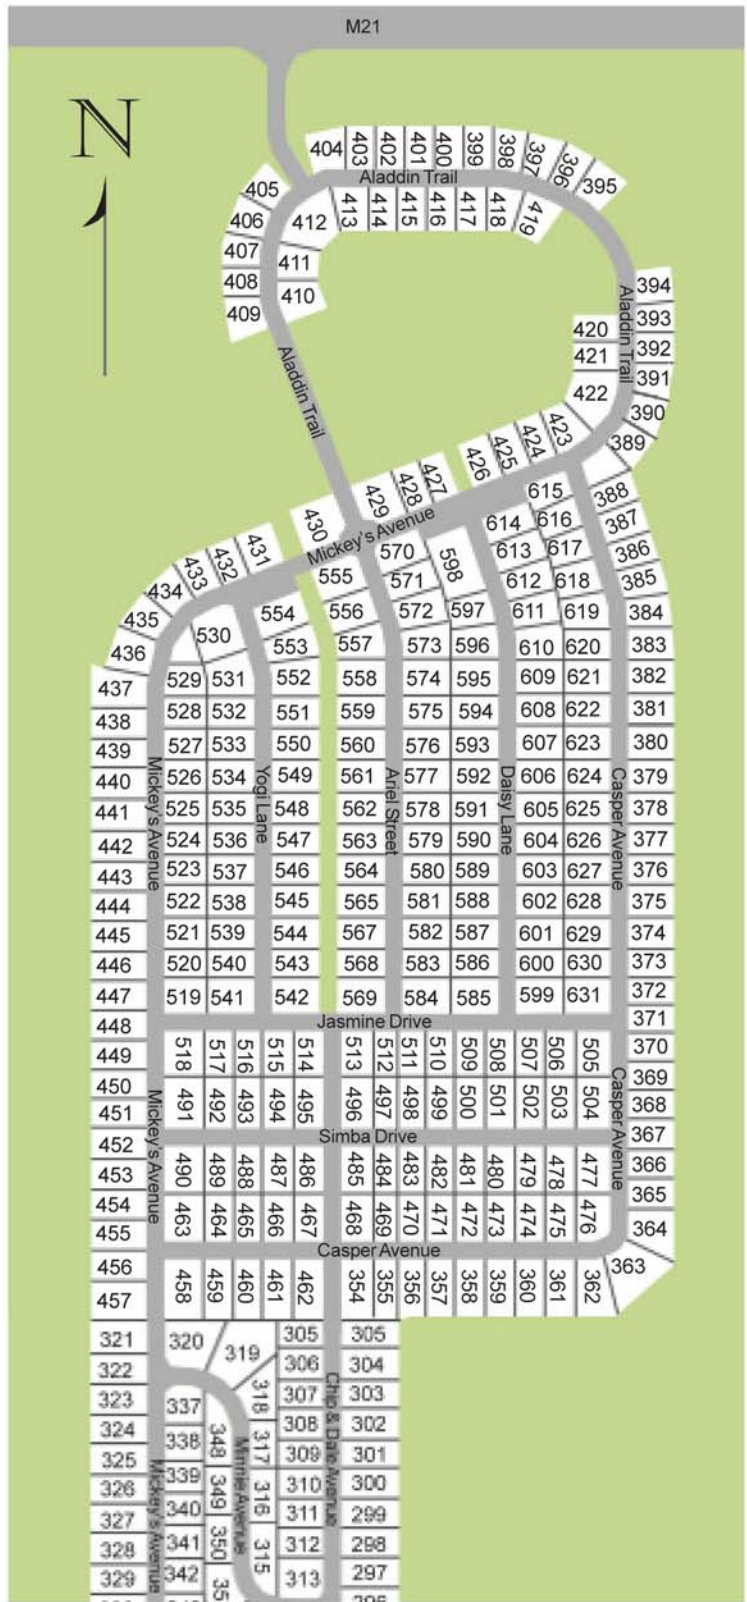 M21
N
404 403 402 401 400 399 398 397 396 395
Aladdin Trail
405
406 412 413 414 415 416 417 418 419
407 411
408 410
409
394
393
392
391
390
389
Aladdin Trail
420
421
422
Aladdin Trail
430 429 428 427 426 425 424 423
Mickey's Avenue
436 435 434 433 432 431
615 388
614 616 387
570 598 613 617 386
555 571 612 618 385
554 556 572 597 611 619 384
530 553 557 573 596 610 620 383
437 529 531 552 558 574 595 609 621 382
438 528 532 551 559 575 594 608 622 381
439 527 533 550 560 576 593 607 623 380
440 526 534 549 561 577 592 606 624 379
441 525 535 548 562 578 591 605 625 378
442 524 536 547 563 579 590 604 626 377
443 523 537 546 564 580 589 603 627 376
444 522 538 545 565 581 588 602 628 375
445 521 539 544 567 582 587 601 629 374
446 520 540 543 568 583 586 600 630 373
447 519 541 542 569 584 585 599 631 372
Mickey's Avenue
Yogi Lane
Ariel Street
Daisy Lane
Casper Avenue
448 371
Jasmine Drive
449 518 517 516 515 514 513 512 511 510 509 508 507 506 505 370
450 369
451 491 492 493 494 495 496 497 498 499 500 501 502 503 504 368
452 367
Simba Drive
453 490 489 488 487 486 485 484 483 482 481 480 479 478 477 366
454 365
455 463 464 465 466 467 468 469 470 471 472 473 474 475 476 364
Mickey's Avenue
Casper Avenue
Casper Avenue
456 363
457 458 459 460 461 462 354 355 356 357 358 359 360 361 362
321 320 319 305 305
322 306 304
323 337 318 307 303
324 338 348 308 302
325 317 309 301
326 339 349 316 310 300
327 340 311 299
328 341 350 315 312 298
329 342 35 313 297
Mickey's Avenue
Minnie Avenue
Chip & Dale Avenue